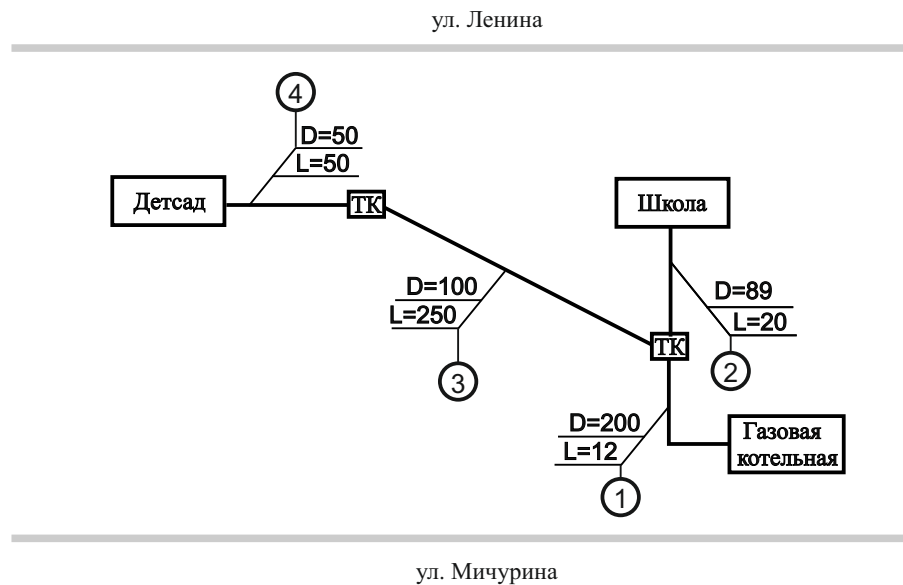 ул. Ленина
4
D=50
L=50
Детсад
ТК
Школа
D=100
L=250
3
D=89
L=20
2
ТК
D=200
L=12
1
Газовая
котельная
ул. Мичурина